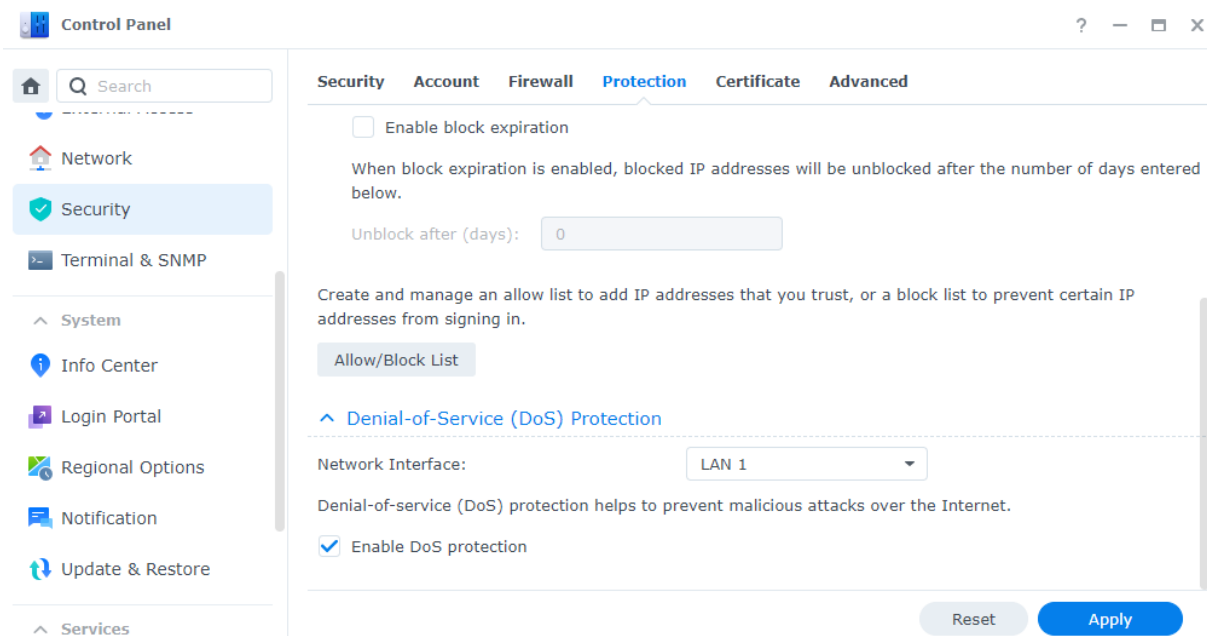 Control Panel
Search
Security Account Firewall Protection Certificate Advanced
External Access
Network
Security
Terminal & SNMP
System
Info Center
Login Portal
Regional Options
Notification
Update & Restore
Services
Enable block expiration
When block expiration is enabled, blocked IP addresses will be unblocked after the number of days entered
below.
Unblock after (days): 0
Create and manage an allow list to add IP addresses that you trust, or a block list to prevent certain IP
addresses from signing in.
Allow/Block List
Denial-of-Service (DoS) Protection
Network Interface: LAN 1
Denial-of-service (DoS) protection helps to prevent malicious attacks over the Internet.
Enable DoS protection
Reset Apply